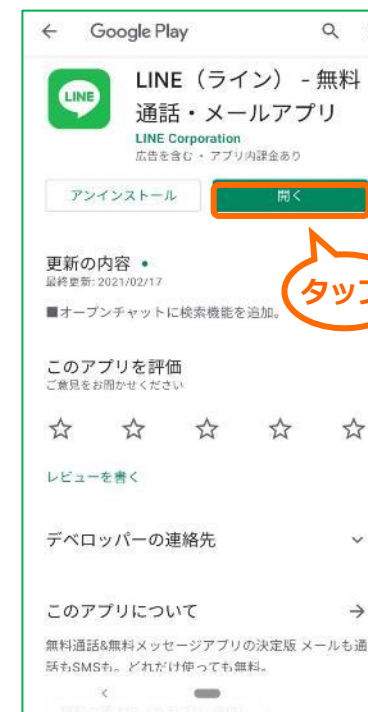 Google Play
LINE
LINE（ライン） - 無料
通話・メールアプリ
LINE Corporation
広告を含む・アプリ内課金あり
アンインストール
開く
更新の内容 •
最終更新: 2021/02/17
■オープンチャットに検索機能を追加。
タップ
このアプリを評価
ご意見をお聞かせください
レビューを書く
デベロッパーの連絡先
このアプリについて
無料通話&無料メッセージアプリの決定版 メールも通
話もSMSも。どれだけ使っても無料。